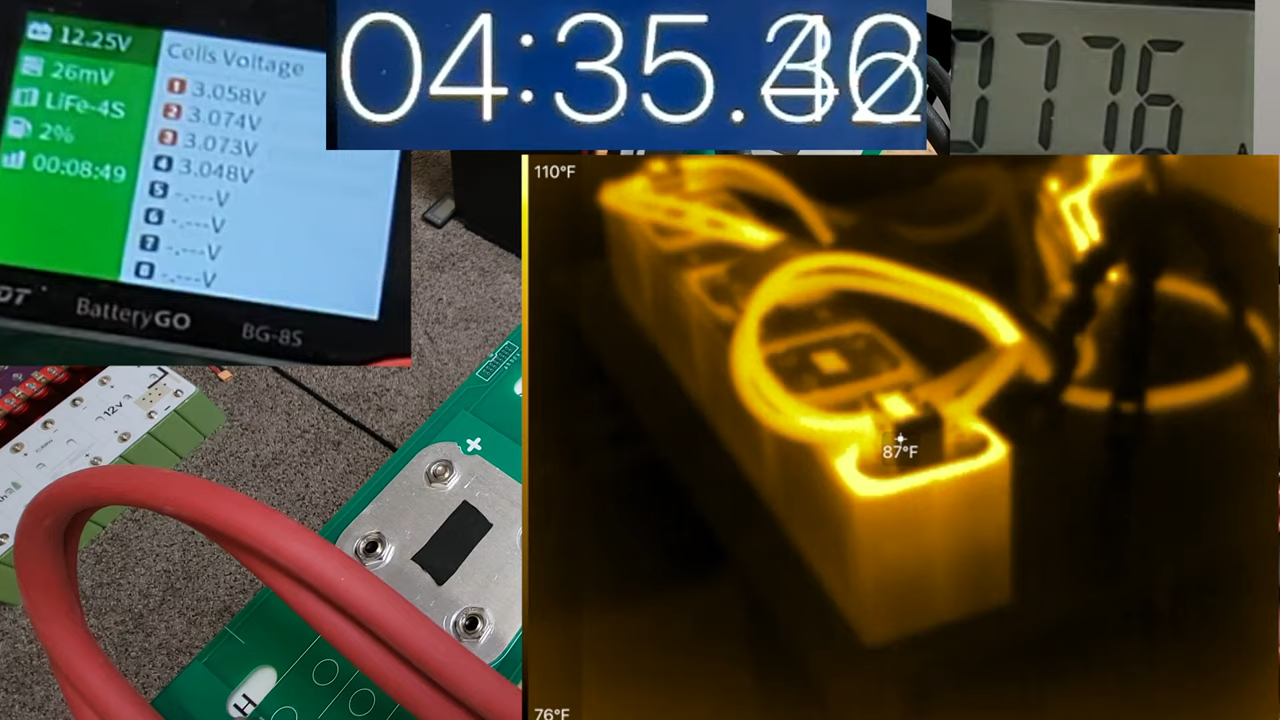 12.25V
26mV
LiFe-4S
2%
00:08:49
Cells Voltage
1 3.058V
2 3.074V
3 3.073V
4 3.048V
5 -.---V
6 -.---V
7 -.---V
8 -.---V
BatteryGO
BG-8S
04:35.
776
A
110°F
87°F
76°F
12v
+
H